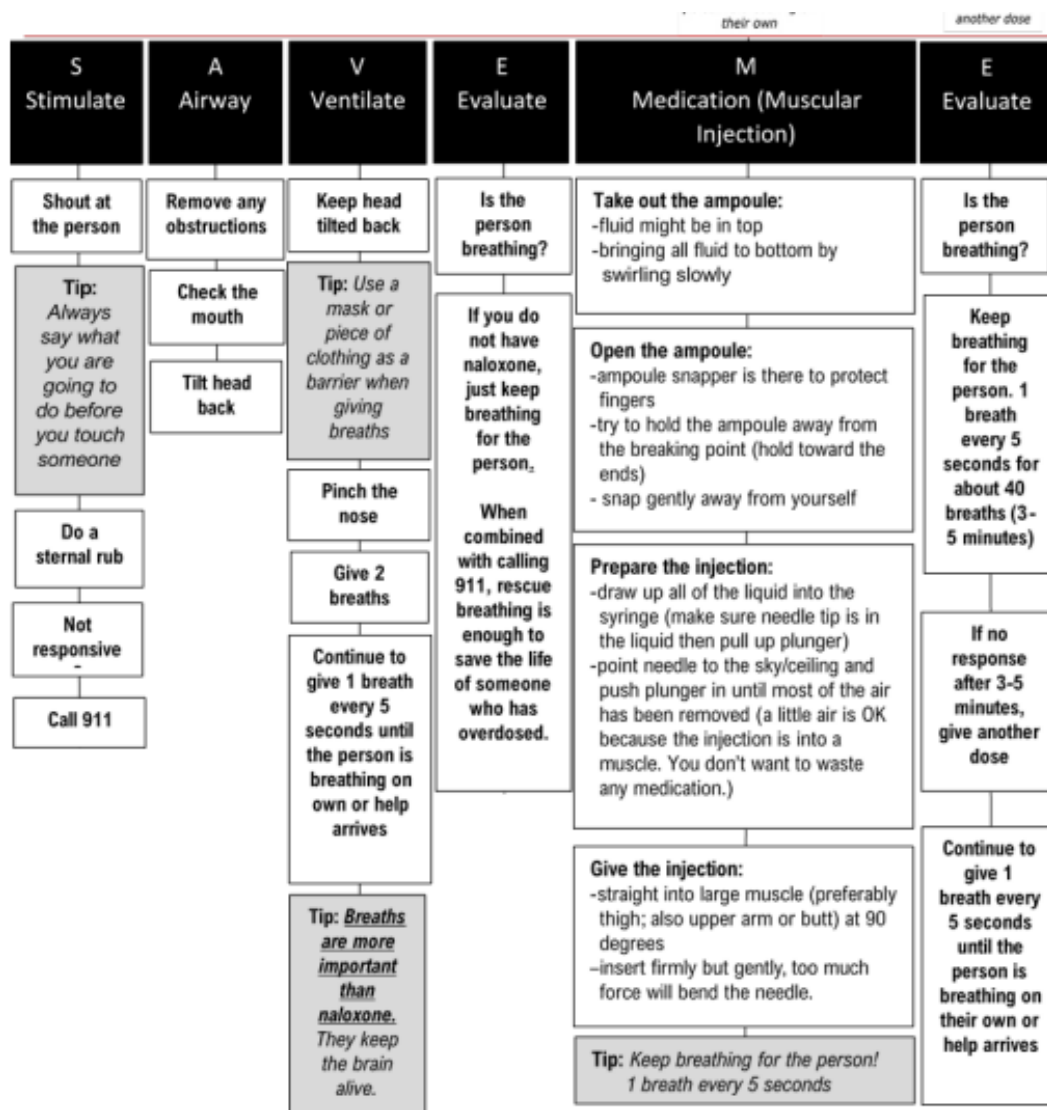 their own
another dose
S
Stimulate
A
Airway
V
Ventilate
E
Evaluate
M
Medication (Muscular
Injection)
E
Evaluate
Shout at
the person
Tip:
Always
say what
you are
going to
do before
you touch
someone
Do a
sternal rub
Not
responsive
-
Call 911
Remove any
obstructions
Check the
mouth
Tilt head
back
Keep head
tilted back
Tip: Use a
mask or
piece of
clothing as a
barrier when
giving
breaths
Pinch the
nose
Give 2
breaths
Continue to
give 1 breath
every 5
seconds until
the person is
breathing on
own or help
arrives
Tip: Breaths
are more
important
than
naloxone.
They keep
the brain
alive.
Is the
person
breathing?
If you do
not have
naloxone,
just keep
breathing
for the
person.
When
combined
with calling
911, rescue
breathing is
enough to
save the life
of someone
who has
overdosed.
Take out the ampoule:
-fluid might be in top
-bringing all fluid to bottom by
swirling slowly
Open the ampoule:
-ampoule snapper is there to protect
fingers
-try to hold the ampoule away from
the breaking point (hold toward the
ends)
- snap gently away from yourself
Prepare the injection:
-draw up all of the liquid into the
syringe (make sure needle tip is in
the liquid then pull up plunger)
-point needle to the sky/ceiling and
push plunger in until most of the air
has been removed (a little air is OK
because the injection is into a
muscle. You don't want to waste
any medication.)
Give the injection:
-straight into large muscle (preferably
thigh; also upper arm or butt) at 90
degrees
–insert firmly but gently, too much
force will bend the needle.
Tip: Keep breathing for the person!
1 breath every 5 seconds
Is the
person
breathing?
Keep
breathing
for the
person. 1
breath
every 5
seconds for
about 40
breaths (3-
5 minutes)
If no
response
after 3-5
minutes,
give another
dose
Continue to
give 1
breath every
5 seconds
until the
person is
breathing on
their own or
help arrives